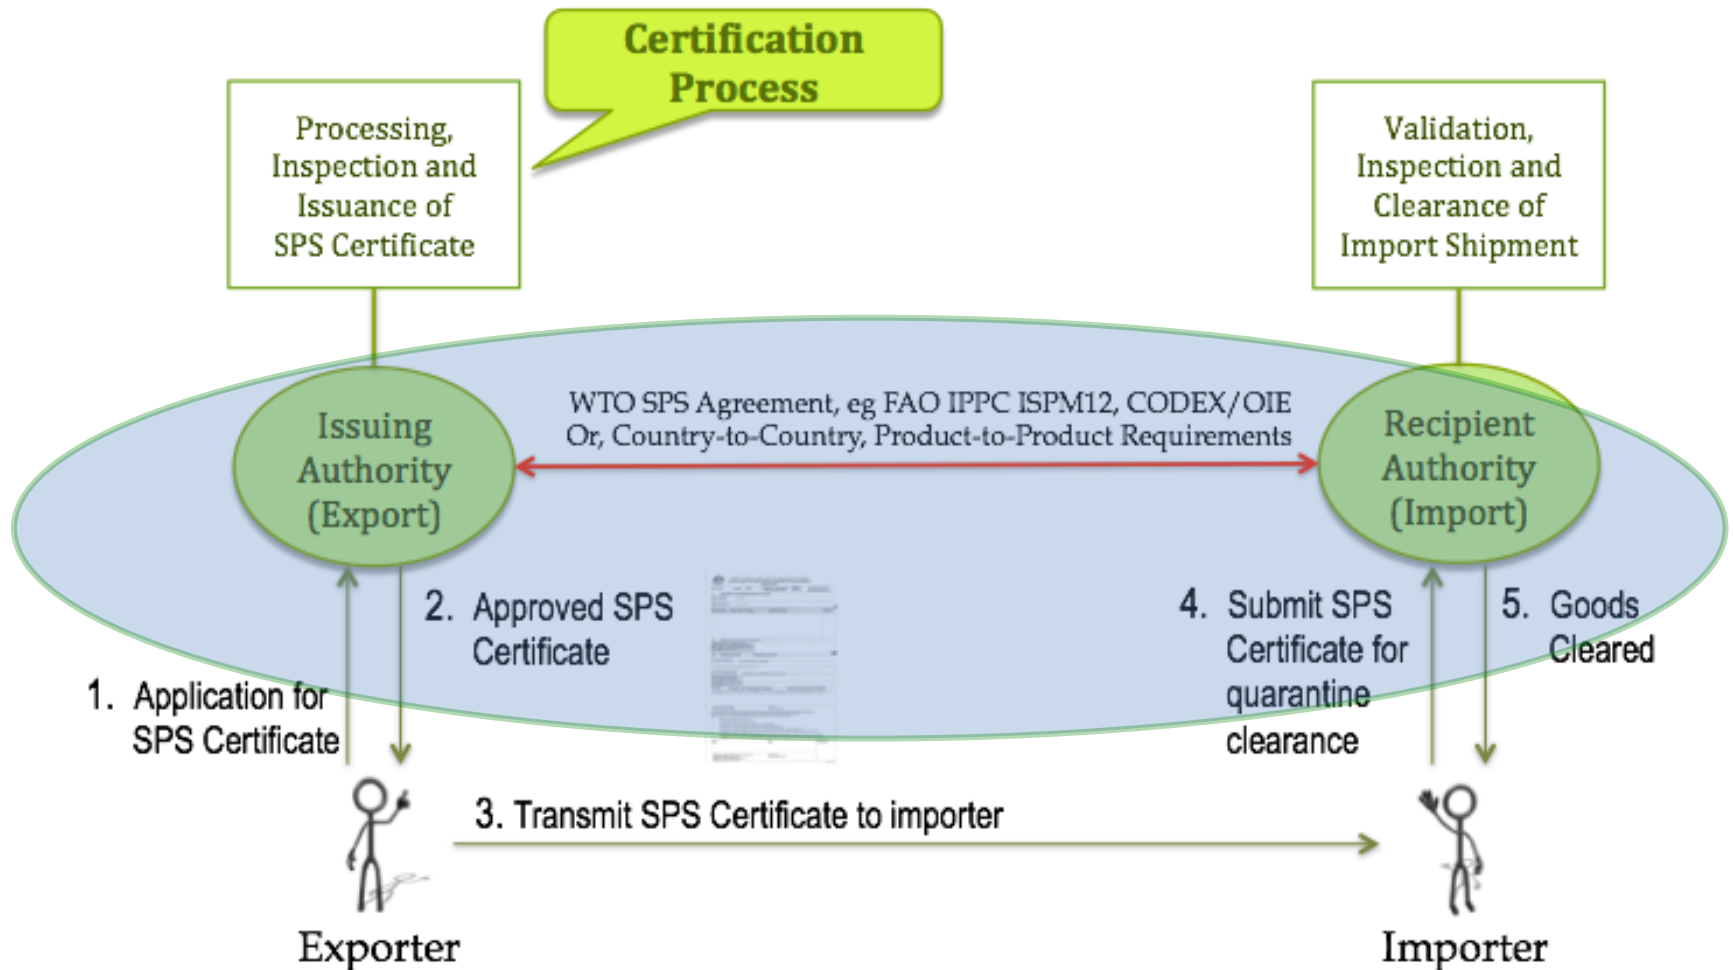 Certification
Process
Processing,
Inspection and
Issuance of
SPS Certificate
Validation,
Inspection and
Clearance of
Import Shipment
WTO SPS Agreement, eg FAO IPPC ISPM12, CODEX/OIE
Or, Country-to-Country, Product-to-Product Requirements
Issuing
Authority
(Export)
Recipient
Authority
(Import)
1. Application for
SPS Certificate
2. Approved SPS
Certificate
3. Transmit SPS Certificate to importer
4. Submit SPS
Certificate for
quarantine
clearance
5. Goods
Cleared
Exporter
Importer